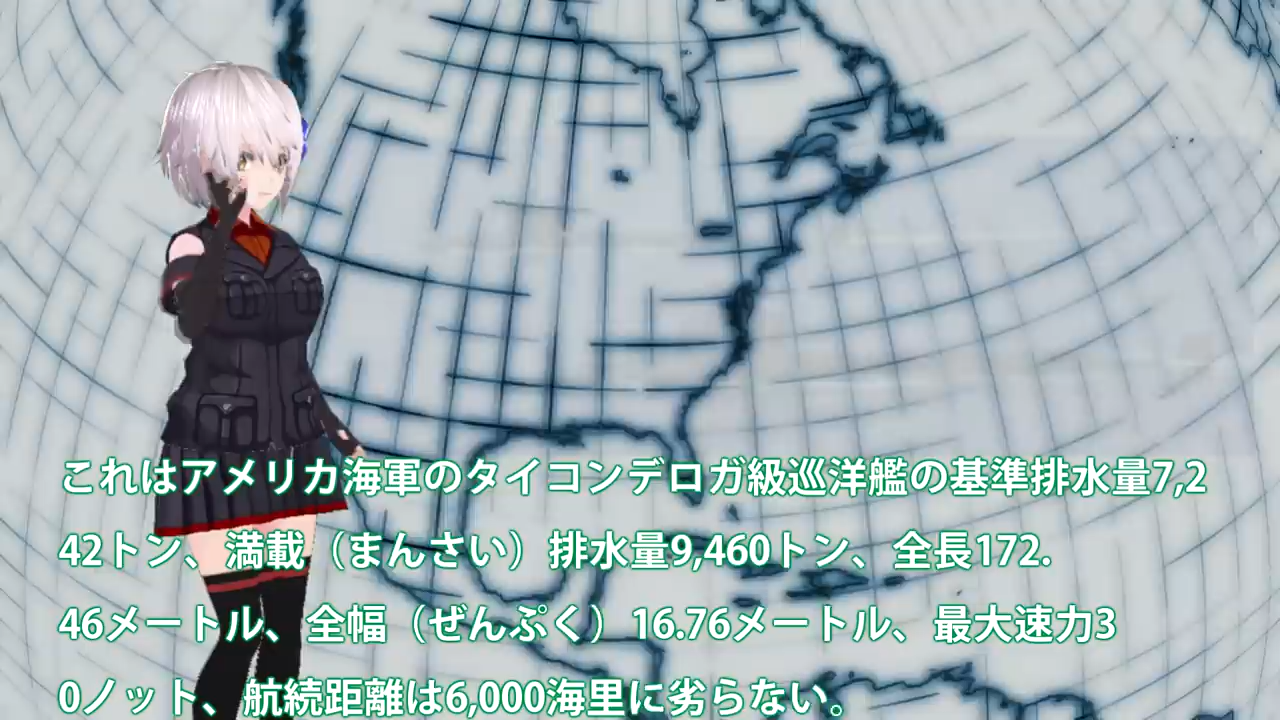 これはアメリカ海軍のタイコンデロガ級巡洋艦の基準排水量7,2
42トン、満載（まんさい）排水量9,460トン、全長172.
46メートル、全幅（ぜんぷく）16.76メートル、最大速力3
0ノット、航続距離は6,000海里に劣らない。